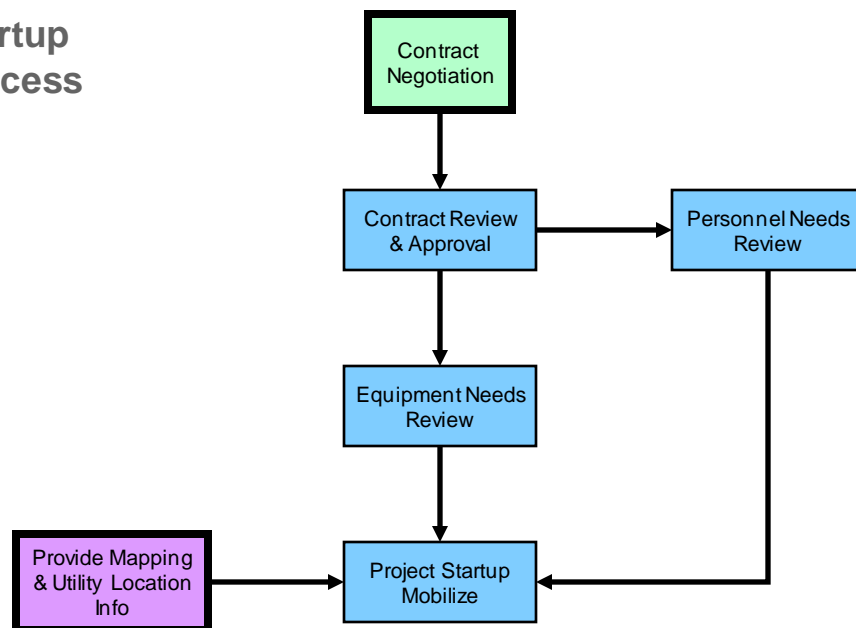 rtup
cess
Contract
Negotiation
Contract Review
& Approval
Personnel Needs
Review
Equipment Needs
Review
Provide Mapping
& Utility Location
Info
Project Startup
Mobilize